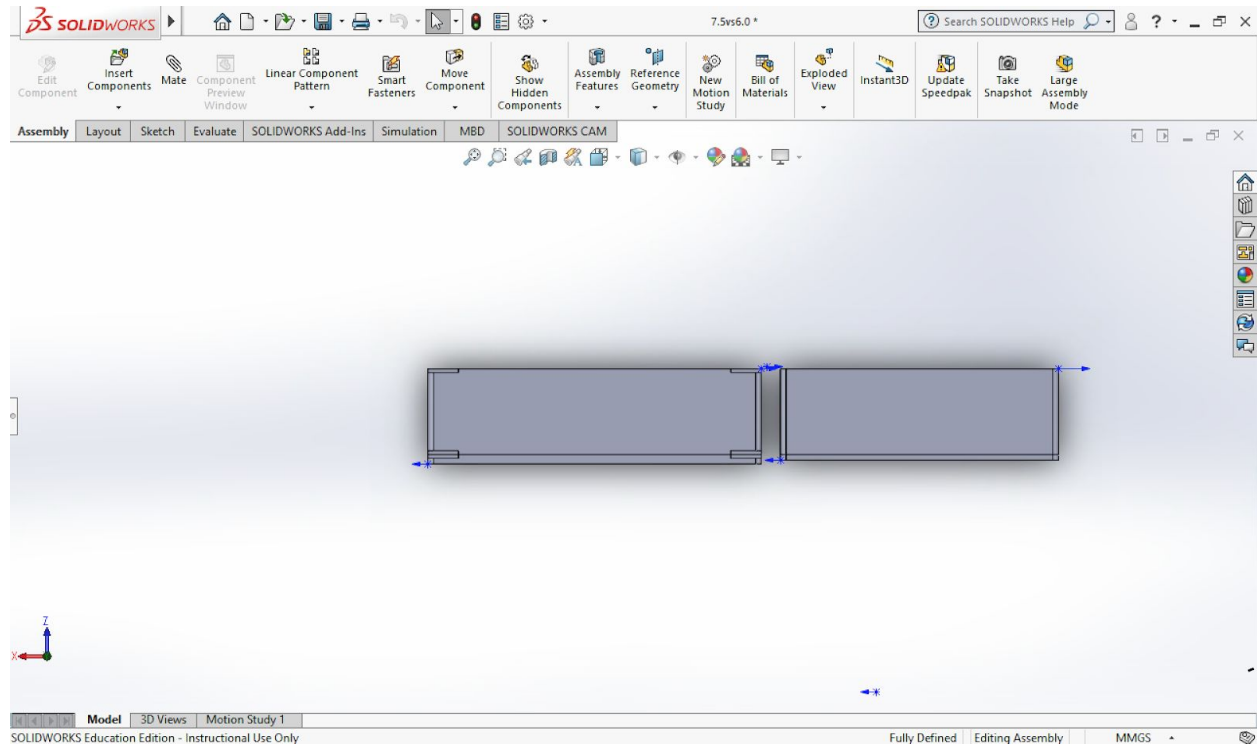 SOLIDWORKS
7.5vs6.0 *
Search SOLIDWORKS Help
?
Edit Component
Insert Components
Mate
Component Preview Window
Linear Component Pattern
Smart Fasteners
Move Component
Show Hidden Components
Assembly Features
Reference Geometry
New Motion Study
Bill of Materials
Exploded View
Instant3D
Update Speedpak
Take Snapshot
Large Assembly Mode
Assembly Layout Sketch Evaluate SOLIDWORKS Add-Ins Simulation MBD SOLIDWORKS CAM
Z
X
Model 3D Views Motion Study 1
SOLIDWORKS Education Edition - Instructional Use Only Fully Defined Editing Assembly MMGS